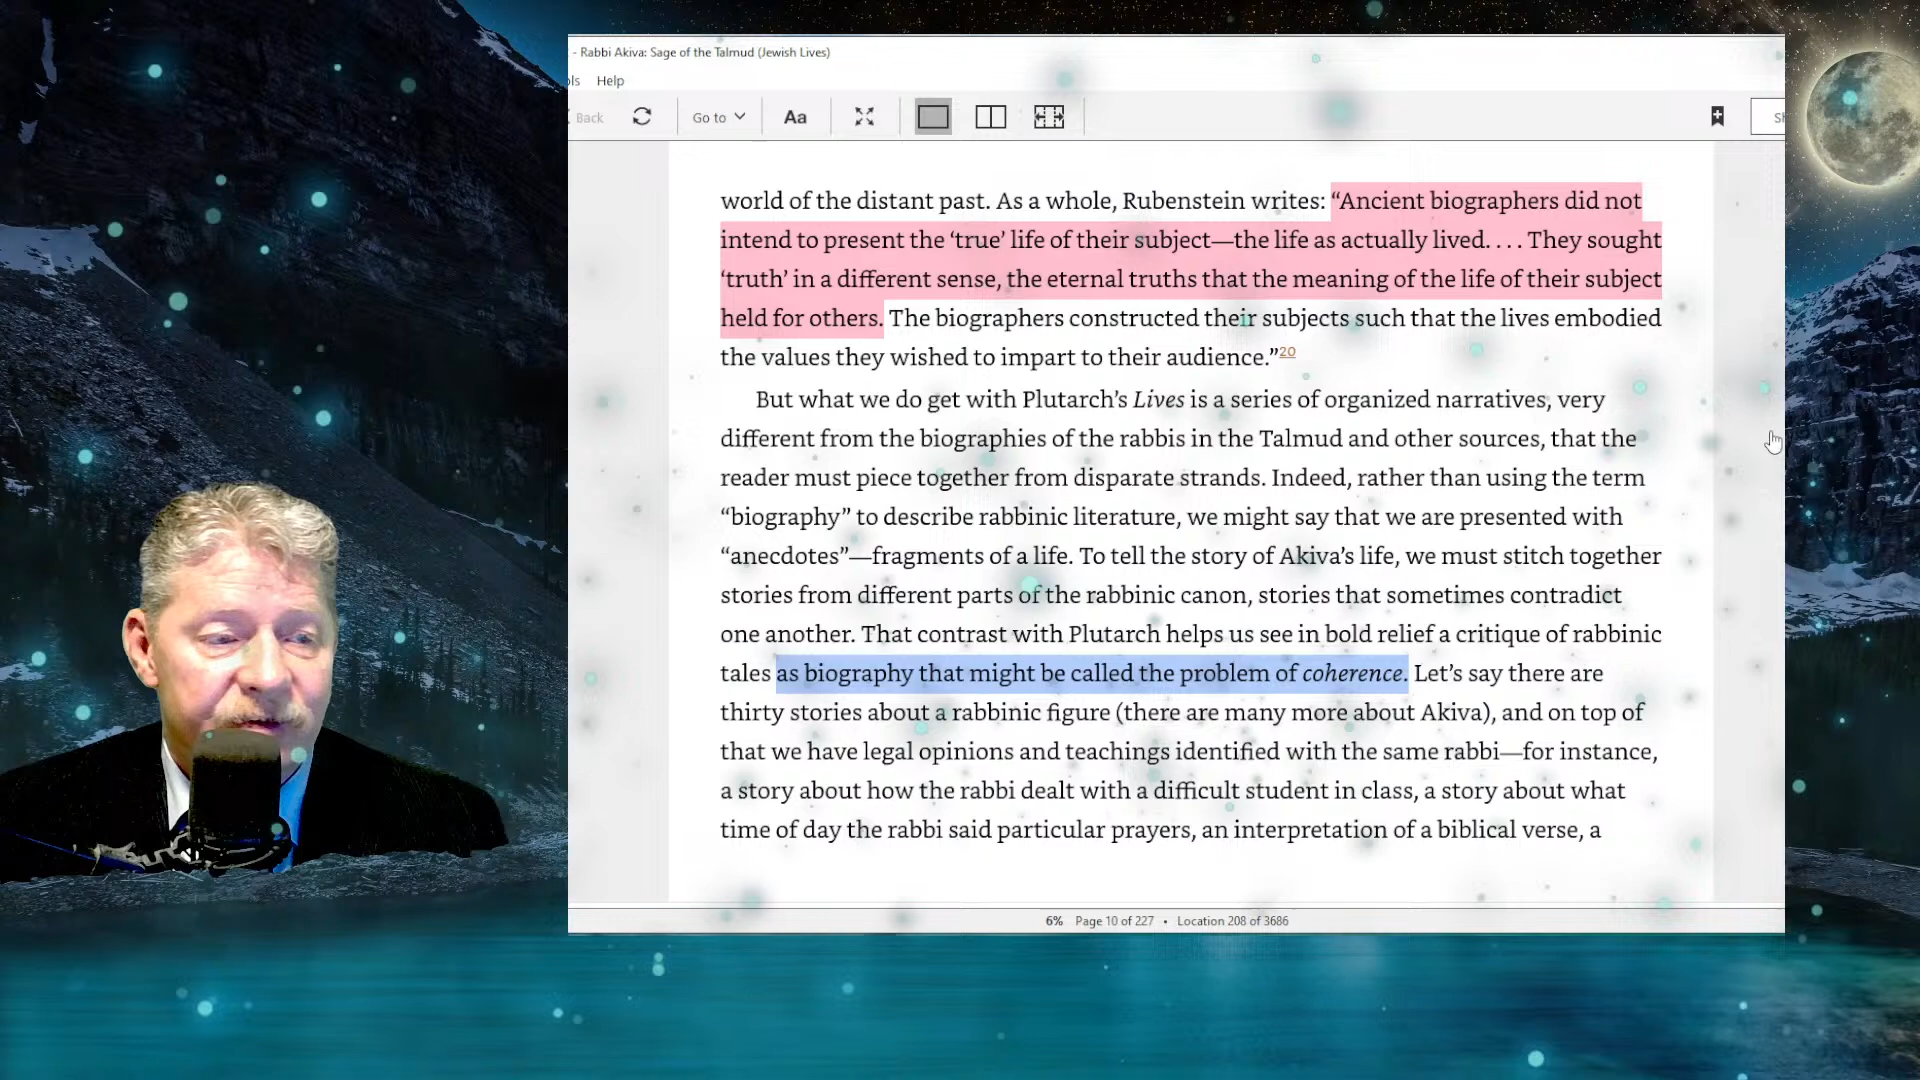 - Rabbi Akiva: Sage of the Talmud (Jewish Lives)
ols Help
Back Go to Aa
world of the distant past. As a whole, Rubenstein writes: “Ancient biographers did not
intend to present the ‘true’ life of their subject—the life as actually lived. . . . They sought
‘truth’ in a different sense, the eternal truths that the meaning of the life of their subject
held for others. The biographers constructed their subjects such that the lives embodied
the values they wished to impart to their audience.”20
But what we do get with Plutarch’s Lives is a series of organized narratives, very
different from the biographies of the rabbis in the Talmud and other sources, that the
reader must piece together from disparate strands. Indeed, rather than using the term
“biography” to describe rabbinic literature, we might say that we are presented with
“anecdotes”—fragments of a life. To tell the story of Akiva’s life, we must stitch together
stories from different parts of the rabbinic canon, stories that sometimes contradict
one another. That contrast with Plutarch helps us see in bold relief a critique of rabbinic
tales as biography that might be called the problem of coherence. Let’s say there are
thirty stories about a rabbinic figure (there are many more about Akiva), and on top of
that we have legal opinions and teachings identified with the same rabbi—for instance,
a story about how the rabbi dealt with a difficult student in class, a story about what
time of day the rabbi said particular prayers, an interpretation of a biblical verse, a
6% Page 10 of 227 • Location 208 of 3686